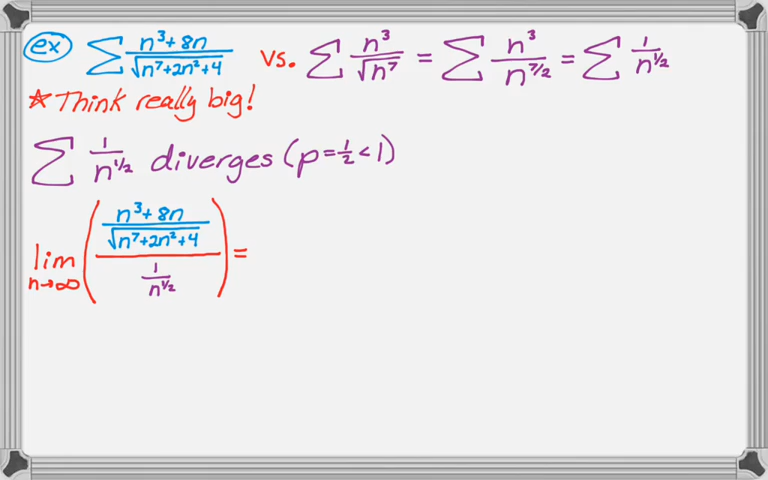 ex ∑ (n³ + 8n)/√(n⁷ + 2n² + 4) vs. ∑ n³/√(n⁷) = ∑ n³/n^(7/2) = ∑ 1/n^(1/2)
★ Think really big!
∑ 1/n^(1/2) diverges (p = 1/2 < 1)
lim n→∞ ( ((n³ + 8n)/√(n⁷ + 2n² + 4)) / (1/n^(1/2)) ) =